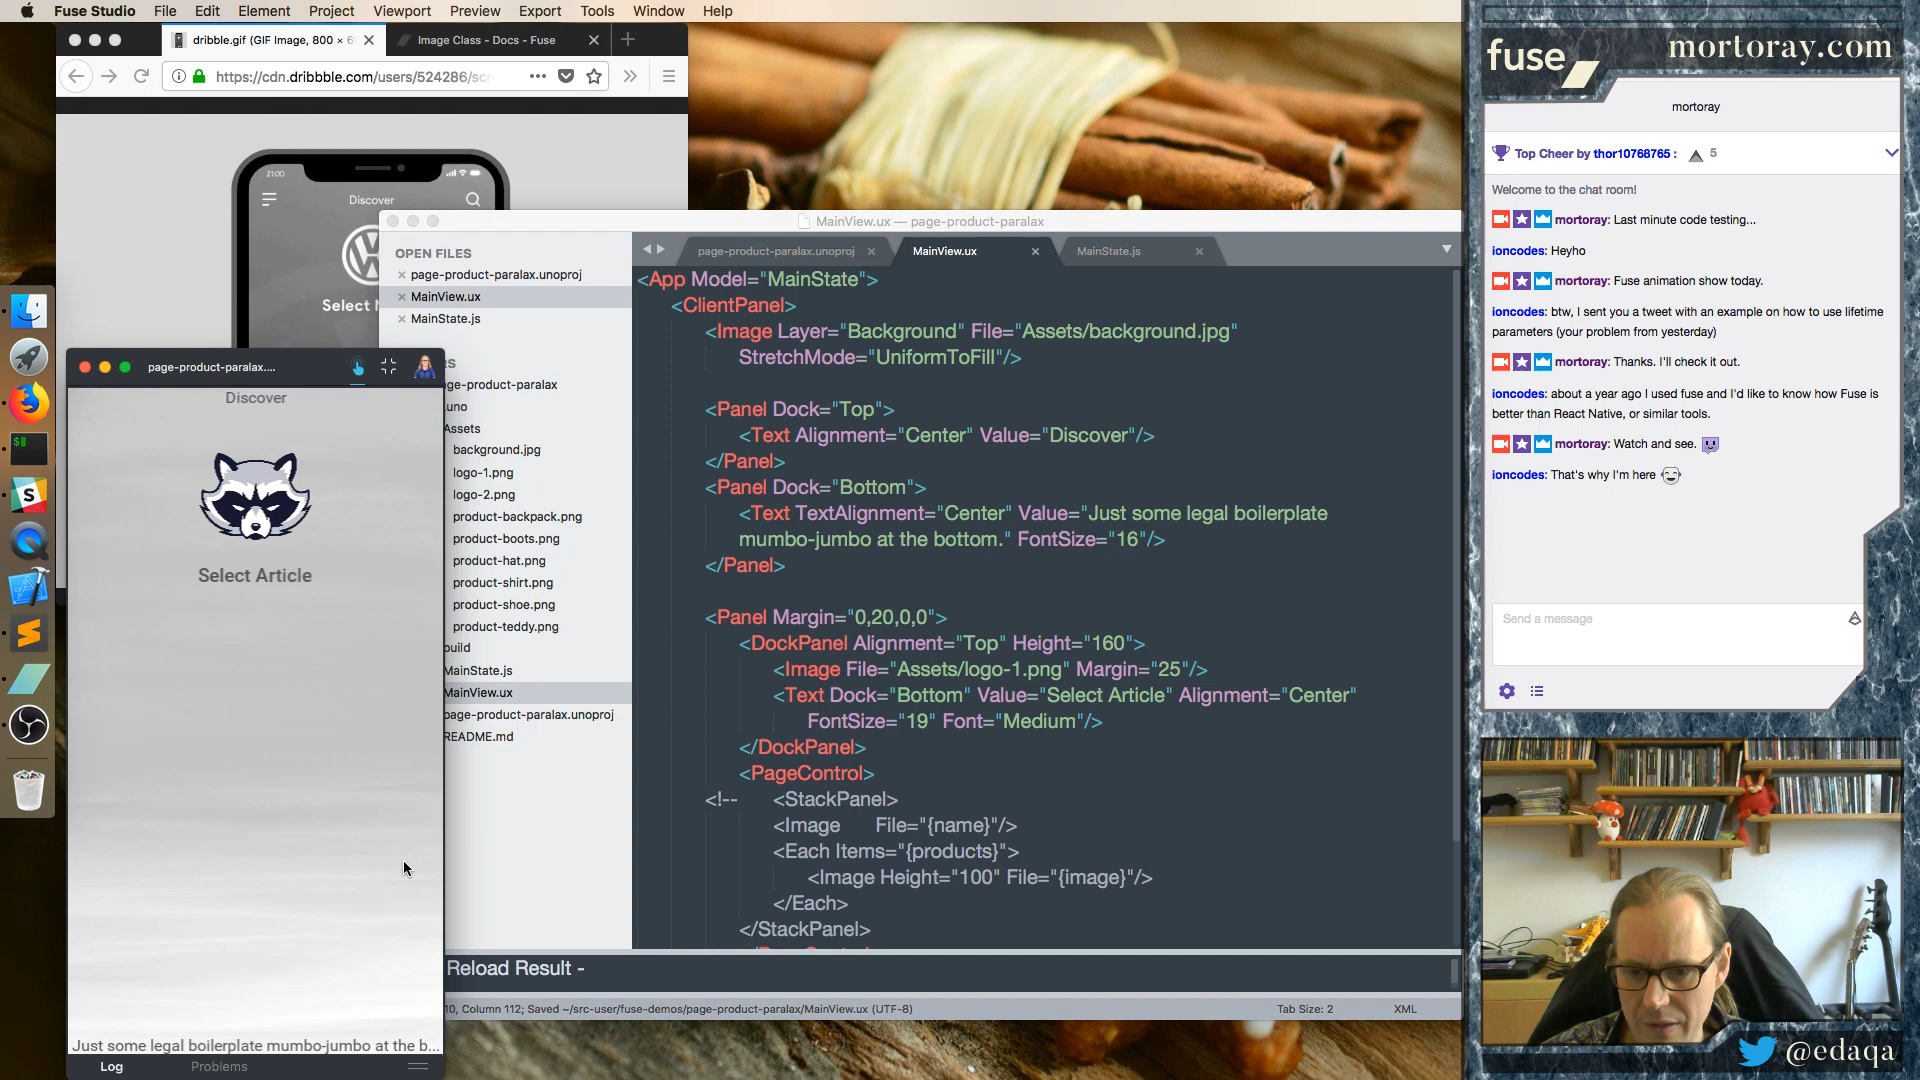 Fuse Studio File Edit Element Project Viewport Preview Export Tools Window Help
dribble.gif (GIF Image, 800 × 6
Image Class - Docs - Fuse
https://cdn.dribbble.com/users/524286/scr
21:00
Discover
Select M
MainView.ux — page-product-paralax
OPEN FILES
page-product-paralax.unoproj
MainView.ux
MainState.js
RS
ge-product-paralax
uno
Assets
background.jpg
logo-1.png
logo-2.png
product-backpack.png
product-boots.png
product-hat.png
product-shirt.png
product-shoe.png
product-teddy.png
build
MainState.js
MainView.ux
page-product-paralax.unoproj
README.md
page-product-paralax.unoproj
MainView.ux
MainState.js
<App Model="MainState">
<ClientPanel>
<Image Layer="Background" File="Assets/background.jpg"
StretchMode="UniformToFill"/>
<Panel Dock="Top">
<Text Alignment="Center" Value="Discover"/>
</Panel>
<Panel Dock="Bottom">
<Text TextAlignment="Center" Value="Just some legal boilerplate
mumbo-jumbo at the bottom." FontSize="16"/>
</Panel>
<Panel Margin="0,20,0,0">
<DockPanel Alignment="Top" Height="160">
<Image File="Assets/logo-1.png" Margin="25"/>
<Text Dock="Bottom" Value="Select Article" Alignment="Center"
FontSize="19" Font="Medium"/>
</DockPanel>
<PageControl>
<!-- <StackPanel>
<Image File="{name}"/>
<Each Items="{products}">
<Image Height="100" File="{image}"/>
</Each>
</StackPanel>
Reload Result -
10, Column 112; Saved ~/src-user/fuse-demos/page-product-paralax/MainView.ux (UTF-8)
Tab Size: 2
XML
page-product-paralax....
Discover
Select Article
Just some legal boilerplate mumbo-jumbo at the b...
Log
Problems
fuse
mortoray.com
mortoray
Top Cheer by thor10768765 : 5
Welcome to the chat room!
mortoray: Last minute code testing...
ioncodes: Heyho
mortoray: Fuse animation show today.
ioncodes: btw, I sent you a tweet with an example on how to use lifetime
parameters (your problem from yesterday)
mortoray: Thanks. I'll check it out.
ioncodes: about a year ago I used fuse and I'd like to know how Fuse is
better than React Native, or similar tools.
mortoray: Watch and see.
ioncodes: That's why I'm here
Send a message
@edaqa